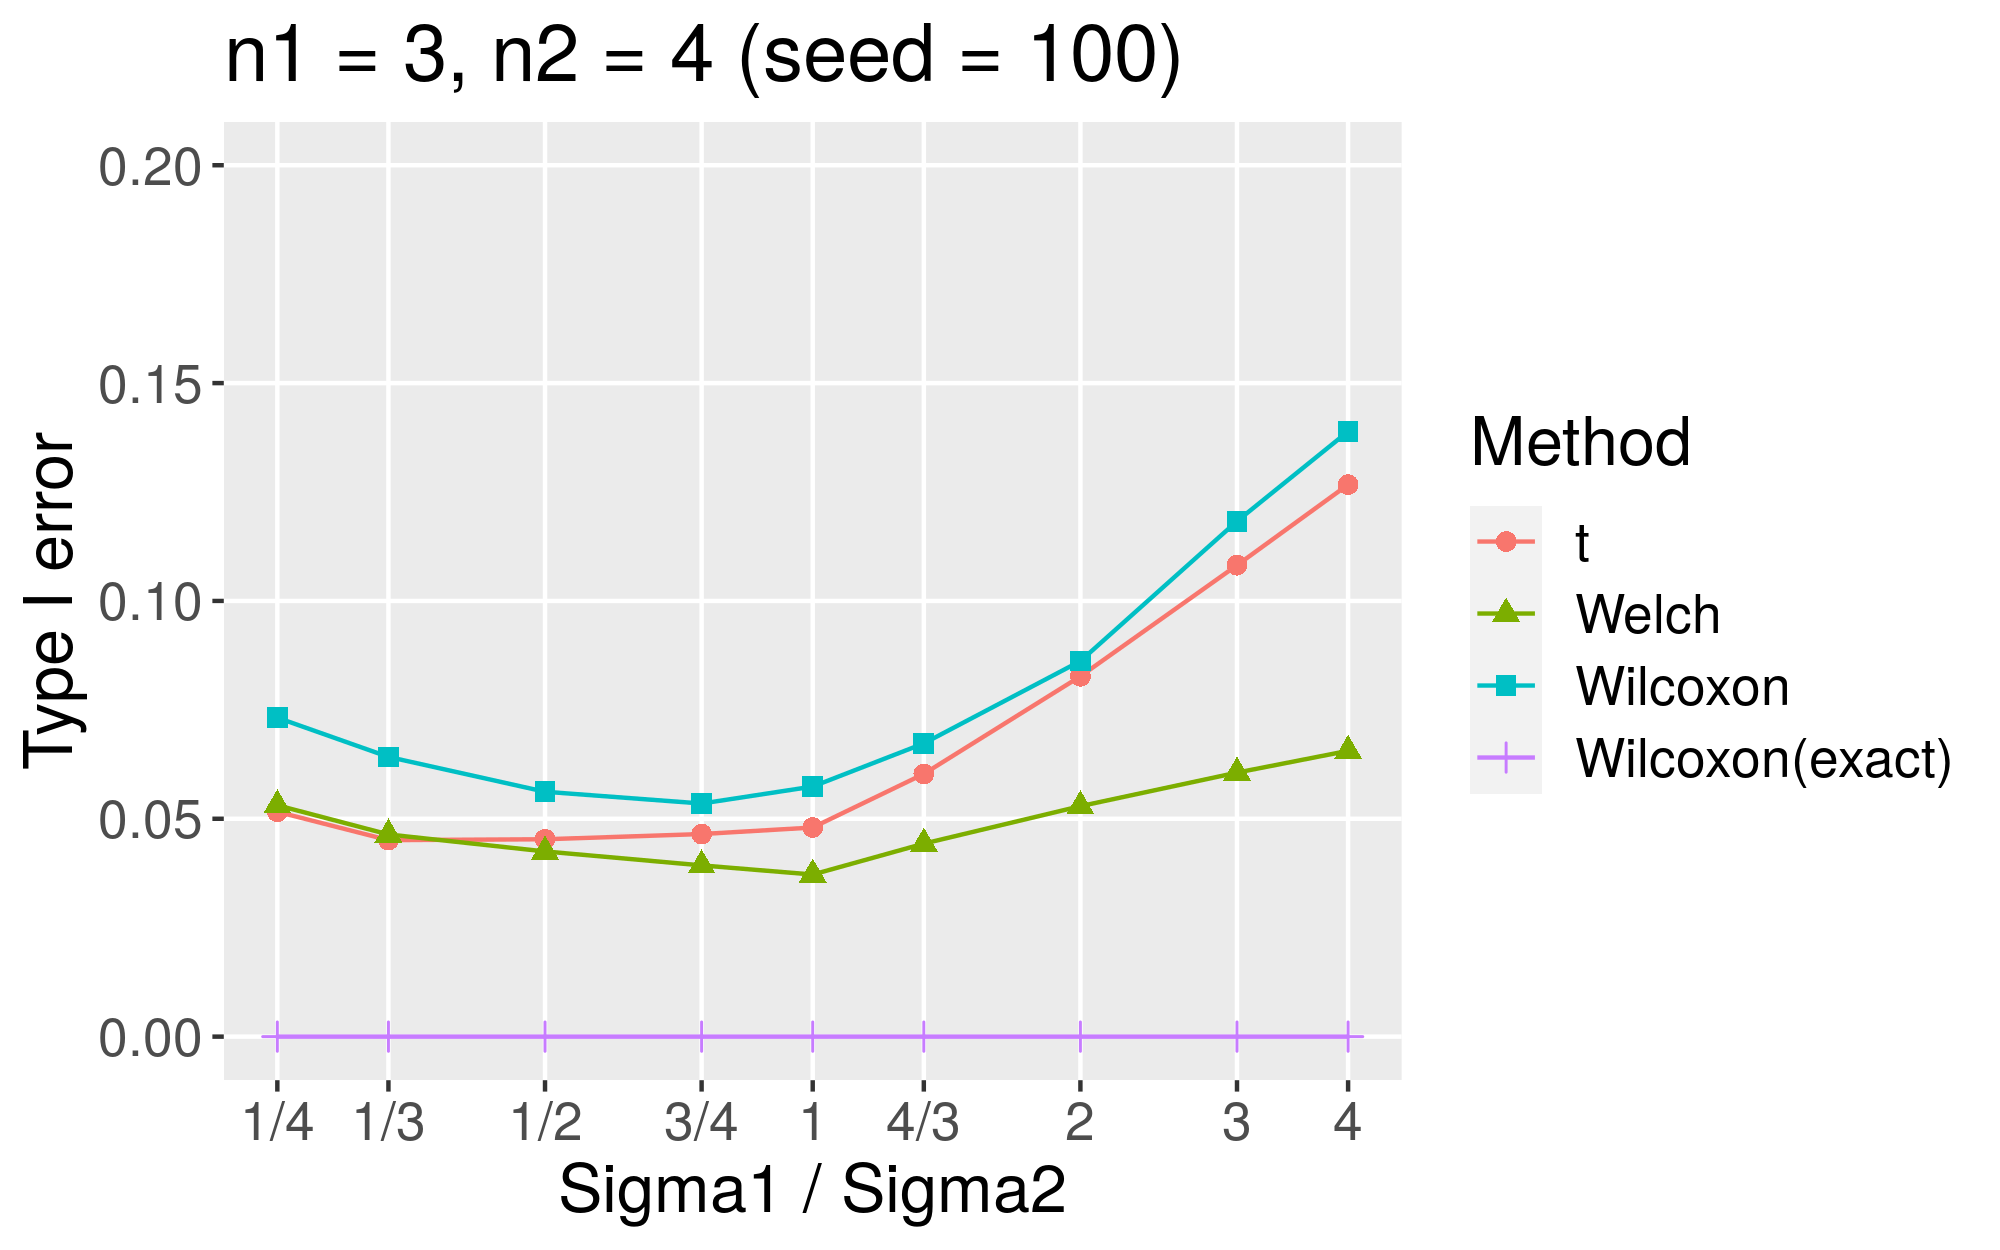 n1 = 3, n2 = 4 (seed = 100)
0.20
0.15
0.10
0.05
0.00
Type I error
1/4 1/3 1/2 3/4 1 4/3 2 3 4
Sigma1 / Sigma2
Method
t
Welch
Wilcoxon
Wilcoxon(exact)